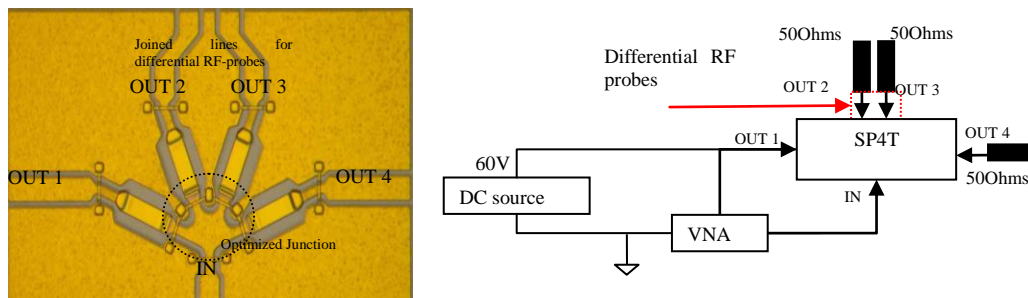 Joined lines for
differential RF-probes
OUT 2
OUT 3
OUT 1
OUT 4
Optimized Junction
IN
50Ohms
50Ohms
Differential RF
probes
OUT 2
OUT 3
OUT 1
SP4T
OUT 4
60V
50Ohms
DC source
IN
VNA